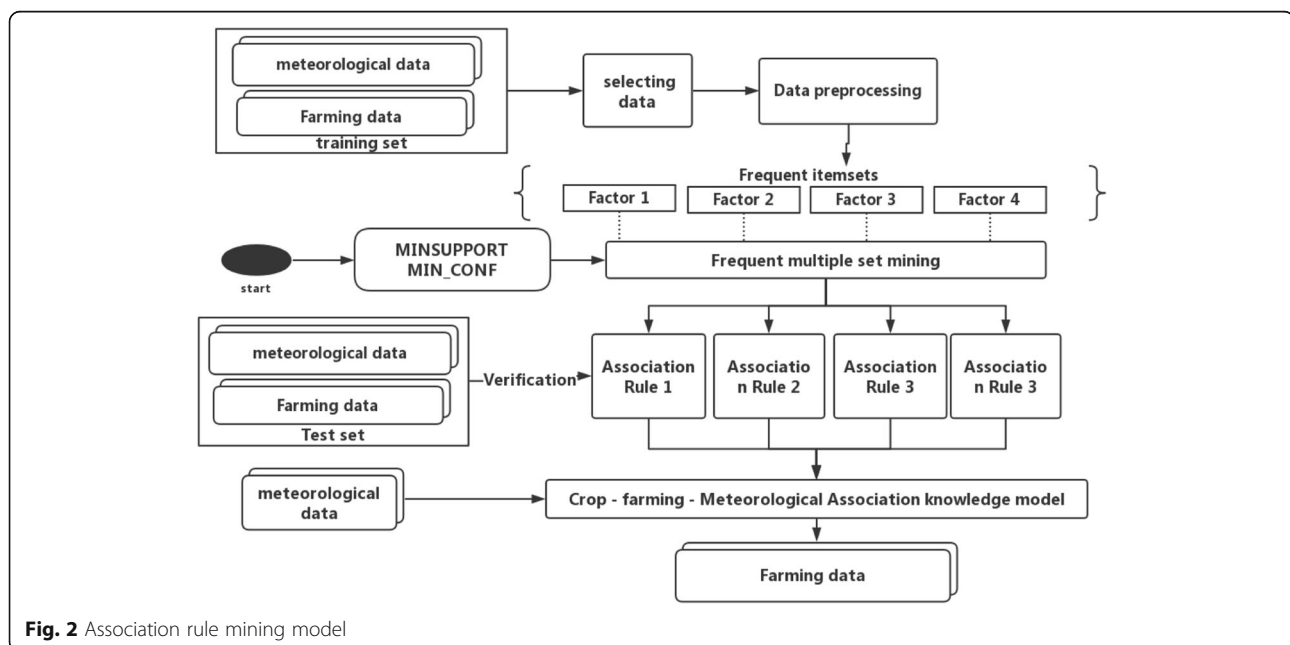 meteorological data
Farming data
training set
selecting
data
Data preprocessing
Frequent itemsets
Factor 1
Factor 2
Factor 3
Factor 4
start
MINSUPPORT
MIN_CONF
Frequent multiple set mining
meteorological data
Farming data
Test set
Verification
Association
Rule 1
Associatio
n Rule 2
Association
Rule 3
Associatio
n Rule 3
meteorological
data
Crop - farming - Meteorological Association knowledge model
Farming data
Fig. 2 Association rule mining model